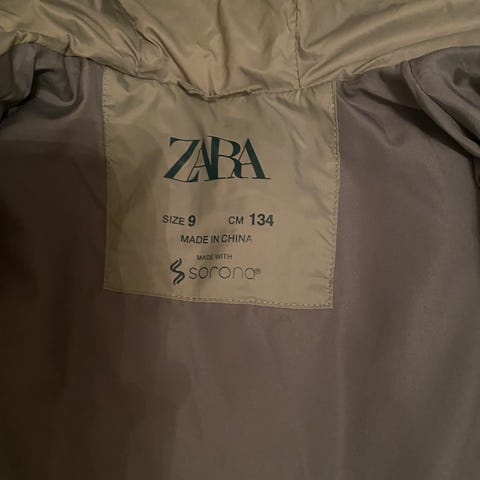 ZARA
SIZE 9 CM 134
MADE IN CHINA
MADE WITH
sorona®